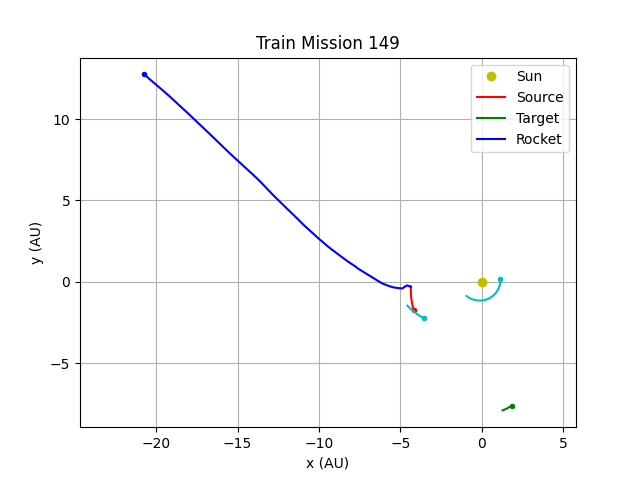 Train Mission 149
Sun
Source
Target
Rocket
10
5
0
−5
y (AU)
−20
−15
−10
−5
0
5
x (AU)